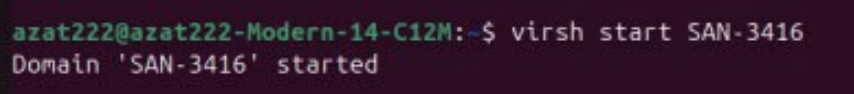 azat222@azat222-Modern-14-C12M:~$ virsh start SAN-3416
Domain 'SAN-3416' started